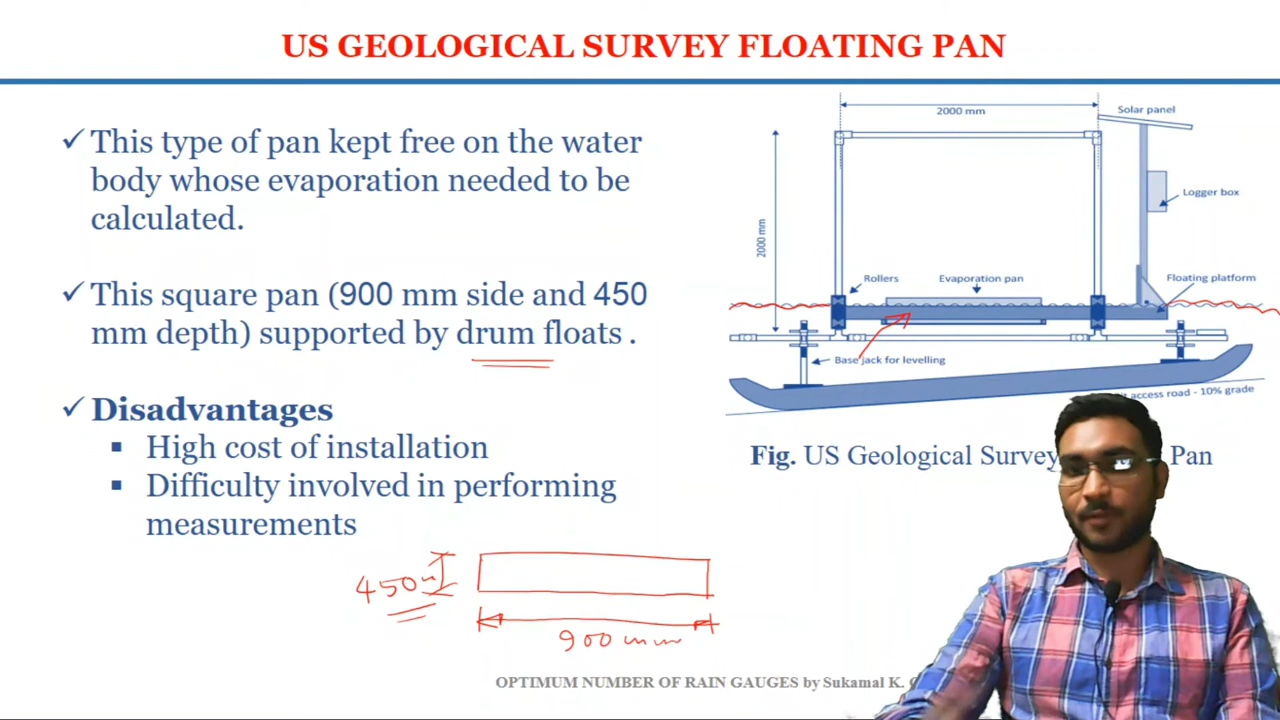 US GEOLOGICAL SURVEY FLOATING PAN
✓ This type of pan kept free on the water
body whose evaporation needed to be
calculated.
✓ This square pan (900 mm side and 450
mm depth) supported by drum floats .
✓ Disadvantages
▪ High cost of installation
▪ Difficulty involved in performing
measurements
450
900 mm
2000 mm
Solar panel
Logger box
2000 mm
Rollers
Evaporation pan
Floating platform
Base jack for levelling
access road - 10% grade
Fig. US Geological Survey Pan
OPTIMUM NUMBER OF RAIN GAUGES by Sukamal K.